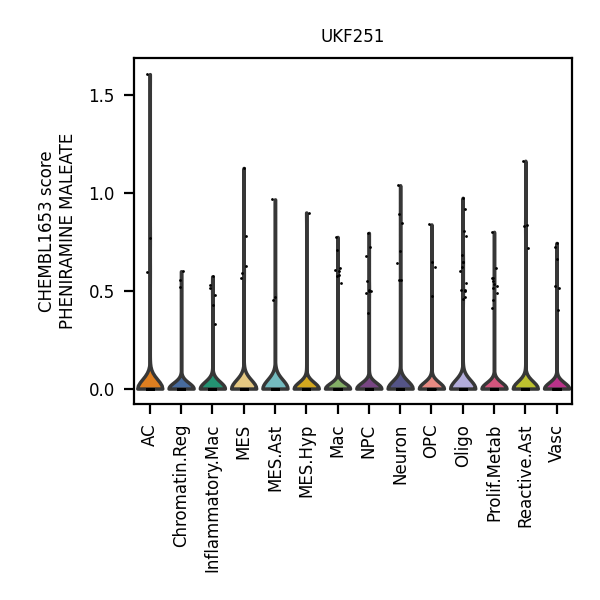 UKF251
CHEMBL1653 score
PHENIRAMINE MALEATE
1.5
1.0
0.5
0.0
AC
Chromatin.Reg
Inflammatory.Mac
MES
MES.Ast
MES.Hyp
Mac
NPC
Neuron
OPC
Oligo
Prolif.Metab
Reactive.Ast
Vasc